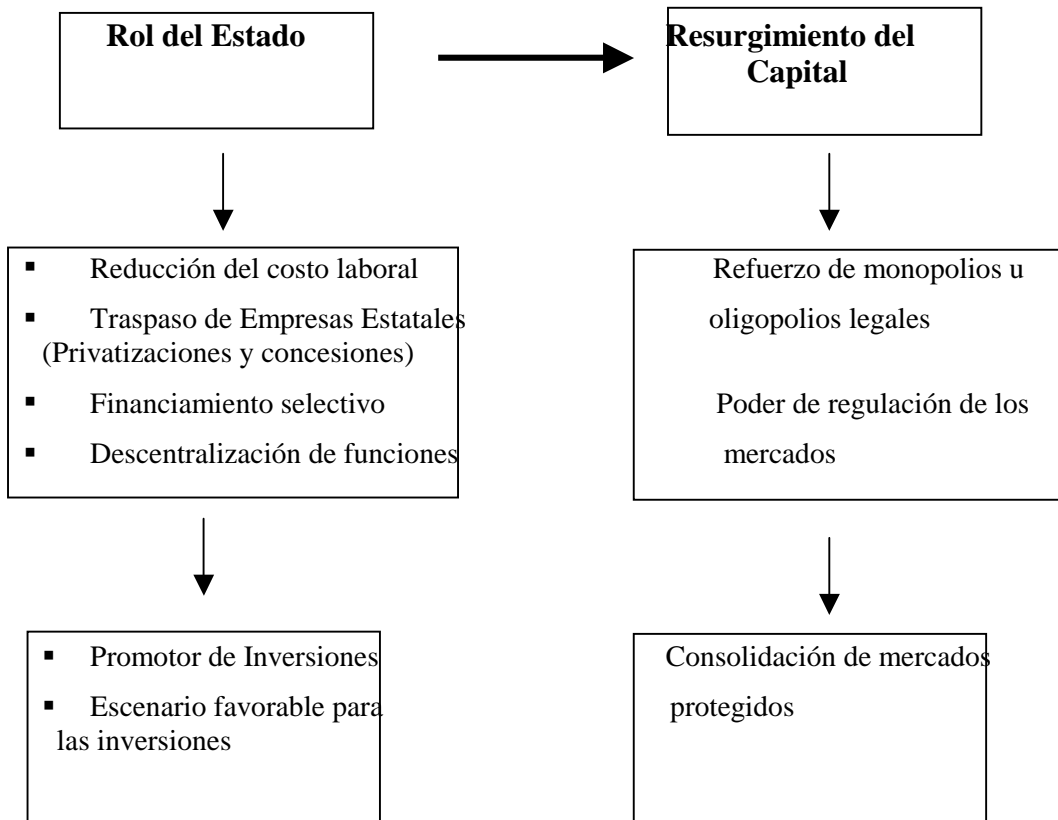 Rol del Estado
Resurgimiento del
Capital
▪ Reducción del costo laboral
▪ Traspaso de Empresas Estatales
(Privatizaciones y concesiones)
▪ Financiamiento selectivo
▪ Descentralización de funciones
Refuerzo de monopolios u
oligopolios legales
Poder de regulación de los
mercados
▪ Promotor de Inversiones
▪ Escenario favorable para
las inversiones
Consolidación de mercados
protegidos